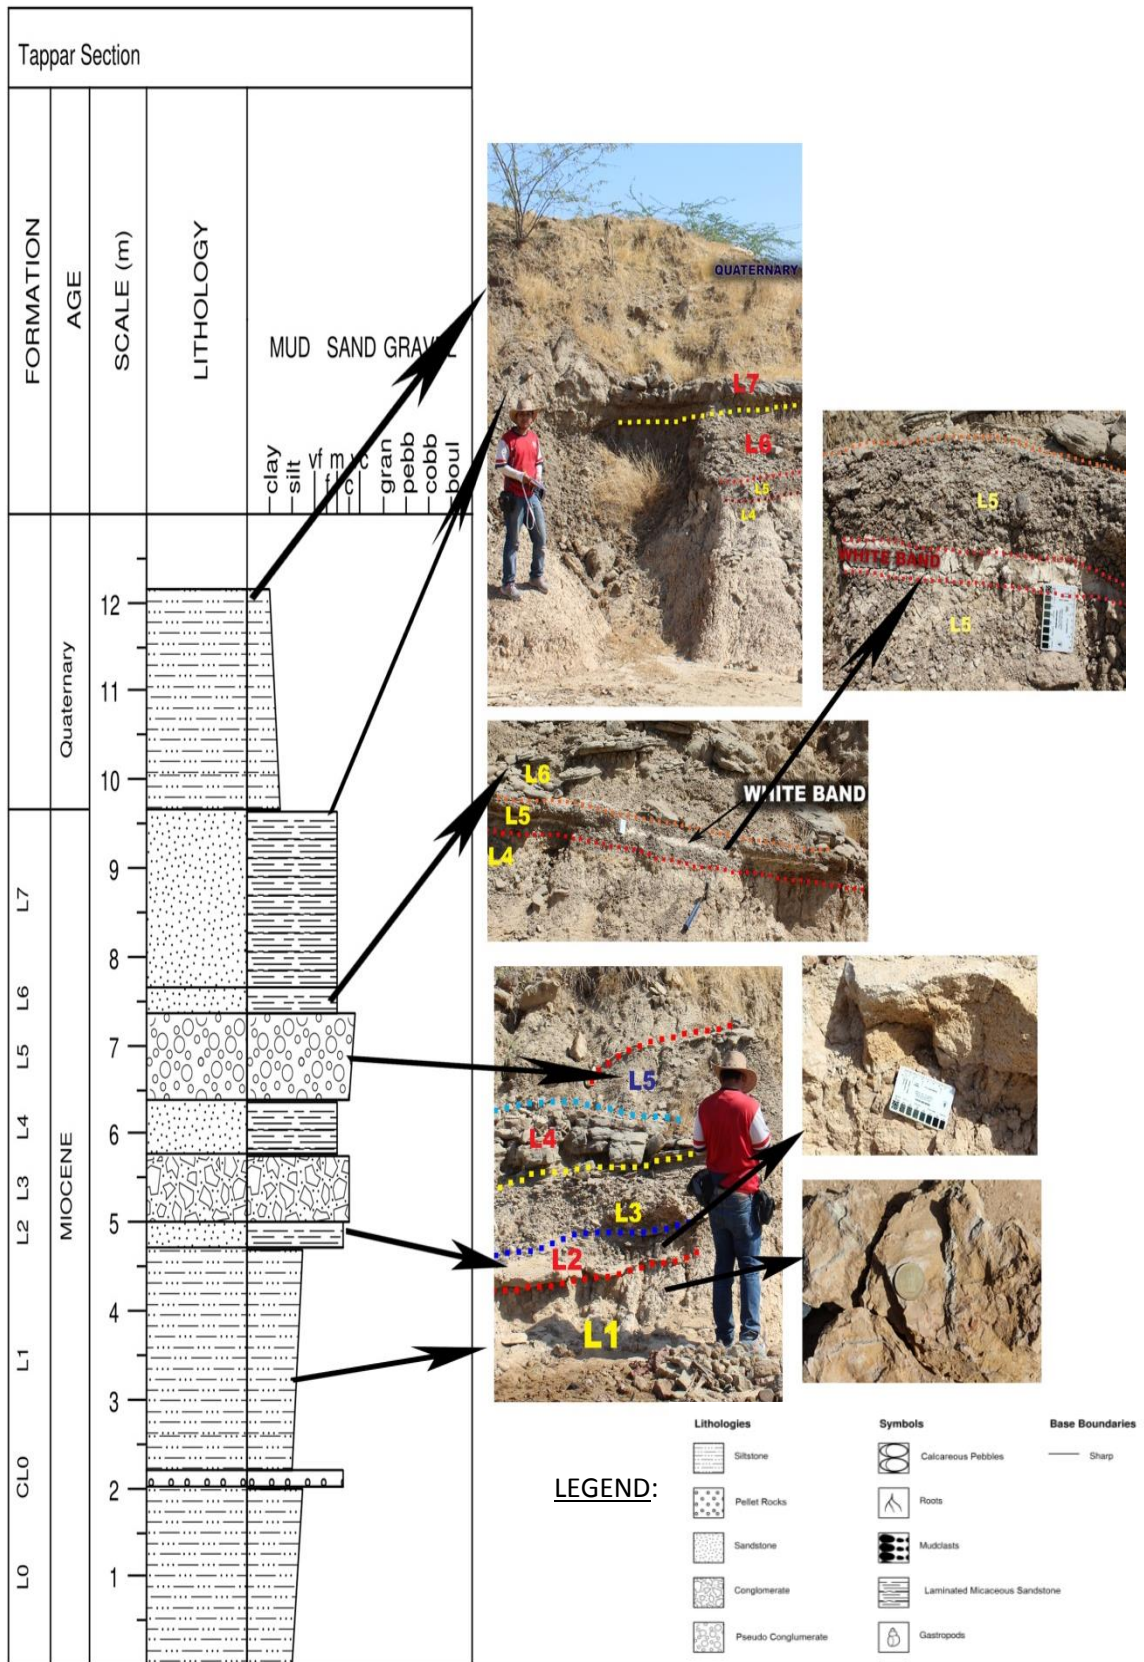 Tappar Section
FORMATION
AGE
SCALE (m)
LITHOLOGY
MUD SAND GRAVEL
clay
silt
vf
f
m
c
vc
gran
pebb
cobb
boul
12
11
10
9
8
7
6
5
4
3
2
1
Quaternary
MIOCENE
L7
L6
L5
L4
L3
L2
L1
CL0
L0
QUATERNARY
L7
L6
L5
L4
L5
WHITE BAND
L5
L6
WHITE BAND
L5
L4
L5
L4
L3
L2
L1
LEGEND:
Lithologies
Siltstone
Pellet Rocks
Sandstone
Conglomerate
Pseudo Conglumerate
Symbols
Calcareous Pebbles
Roots
Mudclasts
Laminated Micaceous Sandstone
Gastropods
Base Boundaries
Sharp